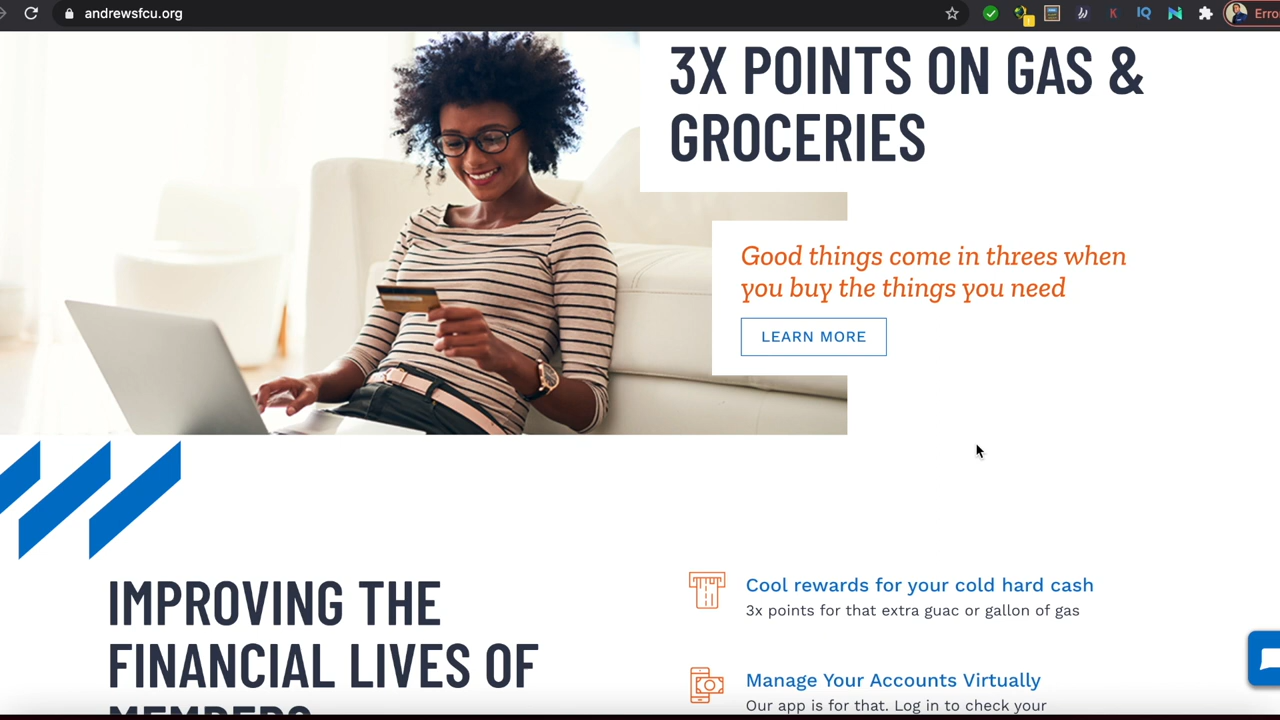 andrewsfcu.org
Erro
3X POINTS ON GAS &
GROCERIES
Good things come in threes when
you buy the things you need
LEARN MORE
IMPROVING THE
FINANCIAL LIVES OF
MEMBERS
Cool rewards for your cold hard cash
3x points for that extra guac or gallon of gas
Manage Your Accounts Virtually
Our app is for that. Log in to check your